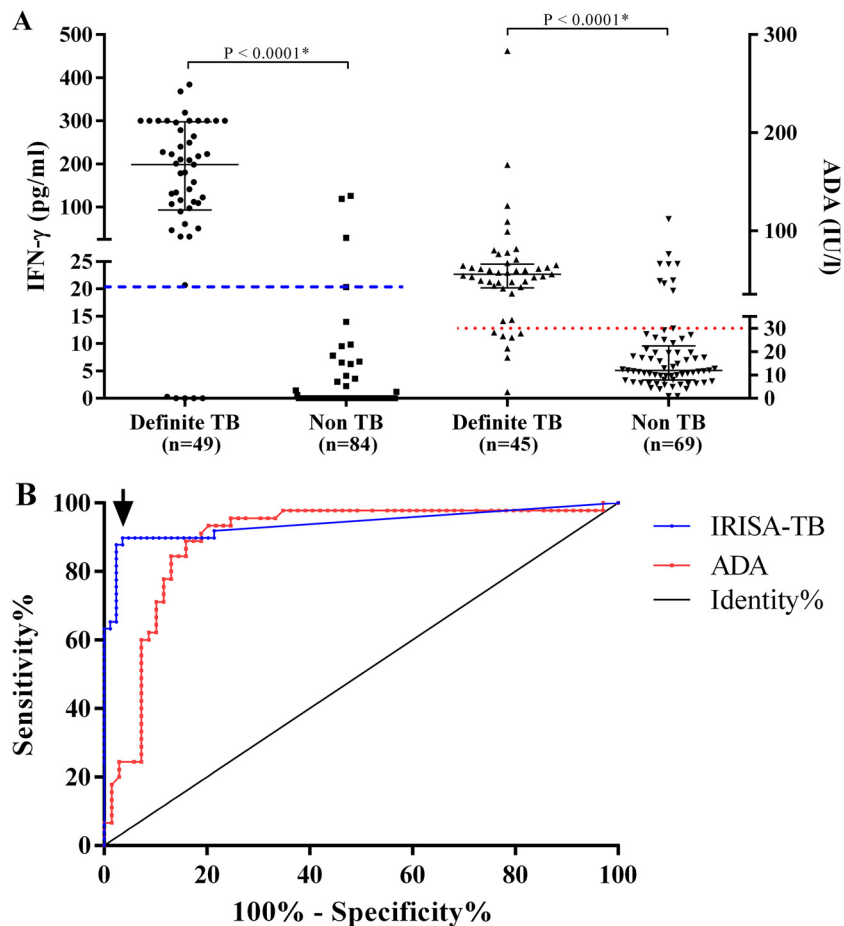 A
P < 0.0001*
P < 0.0001*
IFN-γ (pg/ml)
500
400
300
200
100
25
20
15
10
5
0
ADA (IU/l)
300
200
100
30
20
10
0
Definite TB
(n=49)
Non TB
(n=84)
Definite TB
(n=45)
Non TB
(n=69)
B
Sensitivity%
100
80
60
40
20
0
0
20
40
60
80
100
100% - Specificity%
IRISA-TB
ADA
Identity%